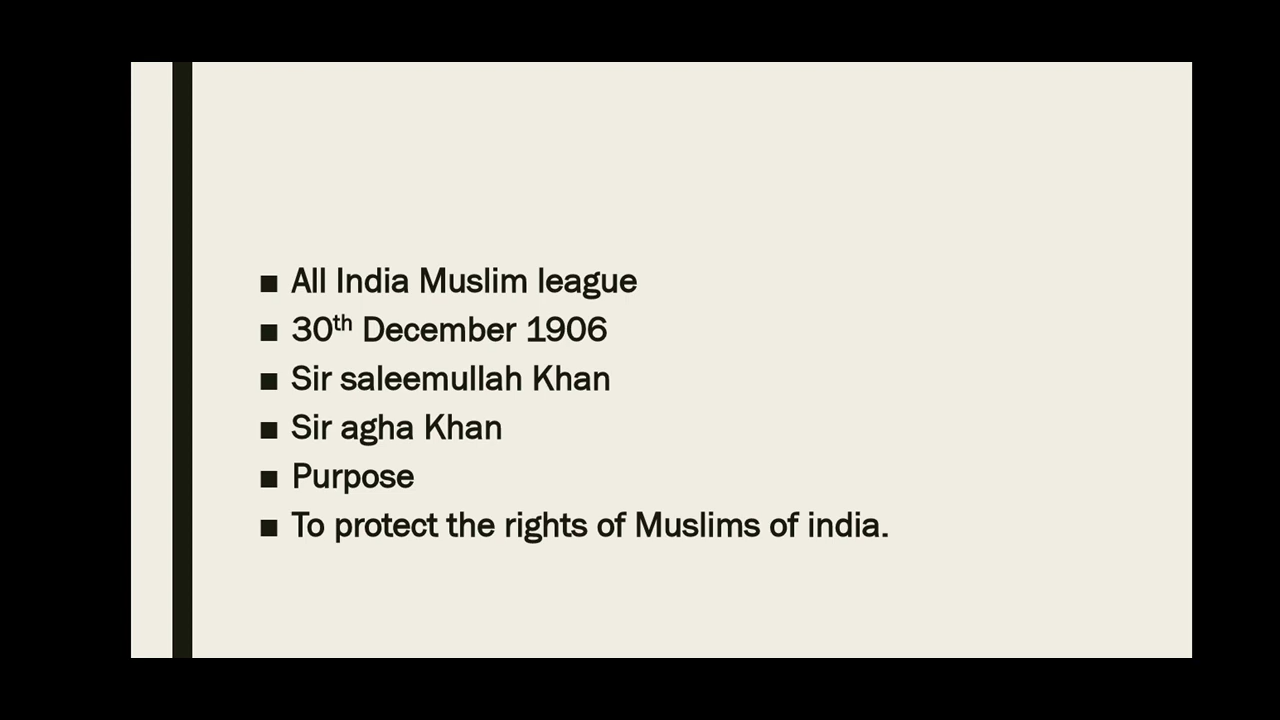 ■ All India Muslim league
■ 30th December 1906
■ Sir saleemullah Khan
■ Sir agha Khan
■ Purpose
■ To protect the rights of Muslims of india.